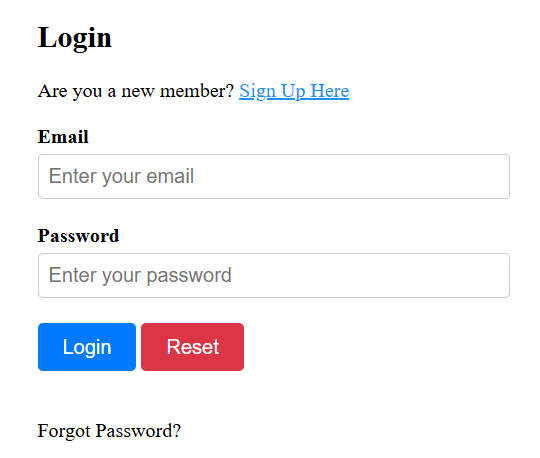 Login
Are you a new member? Sign Up Here
Email
Enter your email
Password
Enter your password
Login Reset
Forgot Password?